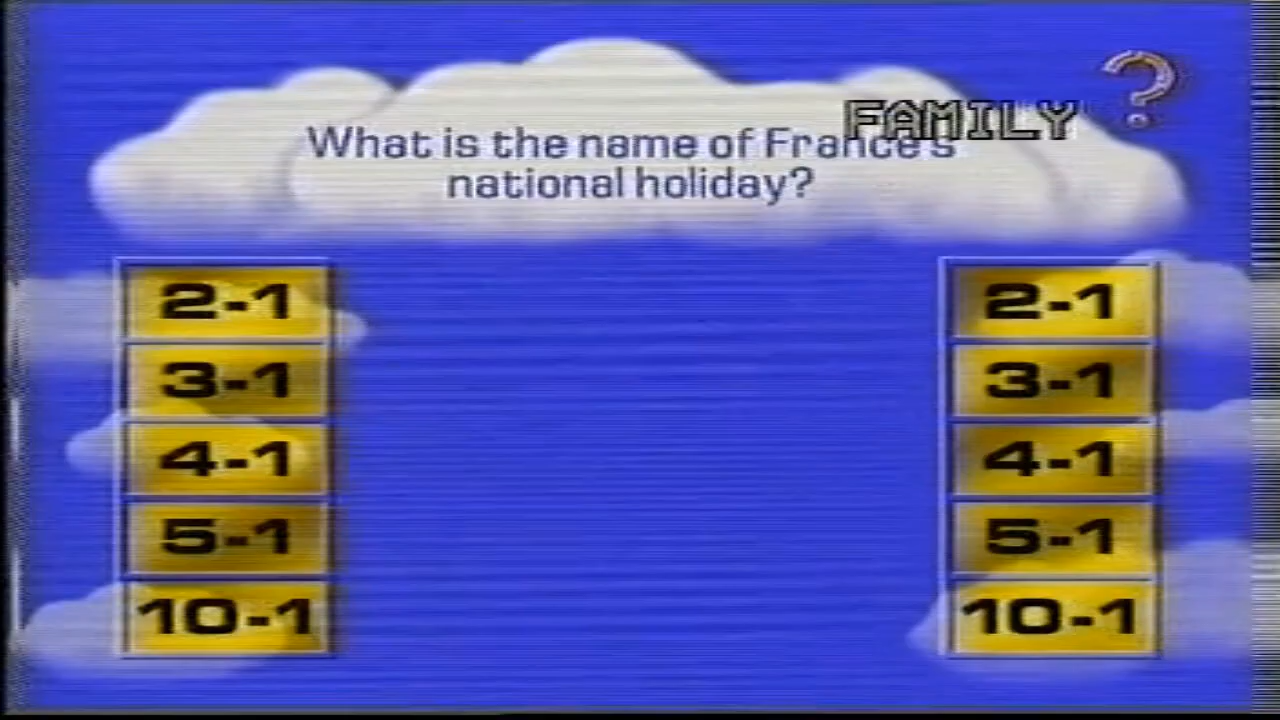 FAMILY ?
What is the name of France's
national holiday?
2-1 2-1
3-1 3-1
4-1 4-1
5-1 5-1
10-1 10-1